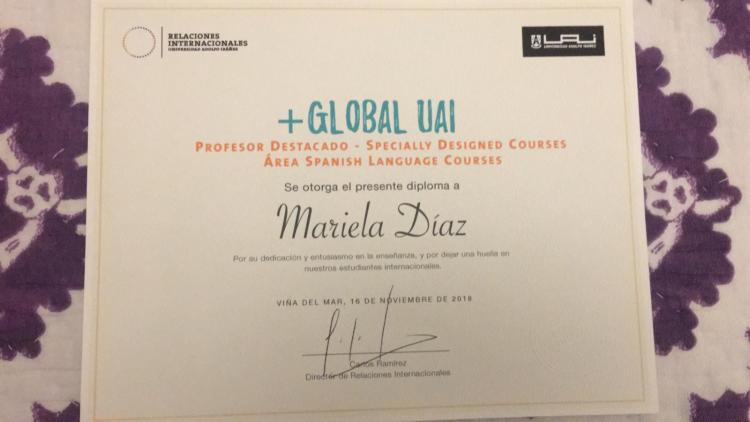 RELACIONES
INTERNACIONALES
UNIVERSIDAD ADOLFO IBÁÑEZ
UAI
UNIVERSIDAD ADOLFO IBÁÑEZ
+GLOBAL UAI
PROFESOR DESTACADO - SPECIALLY DESIGNED COURSES
ÁREA SPANISH LANGUAGE COURSES
Se otorga el presente diploma a
Mariela Díaz
Por su dedicación y entusiasmo en la enseñanza, y por dejar una huella en
nuestros estudiantes internacionales.
VIÑA DEL MAR, 16 DE NOVIEMBRE DE 2018
Carlos Ramírez
Director de Relaciones Internacionales